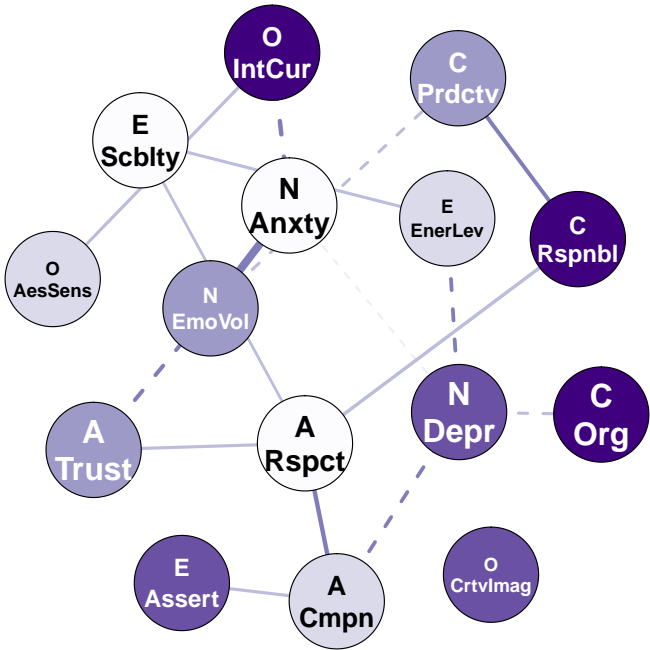 O
IntCur
C
Prdctv
E
Scblty
N
Anxty
E
EnerLev
C
Rspnbl
O
AesSens
N
EmoVol
A
Trust
A
Rspct
N
Depr
C
Org
E
Assert
A
Cmpn
O
CrtvImag